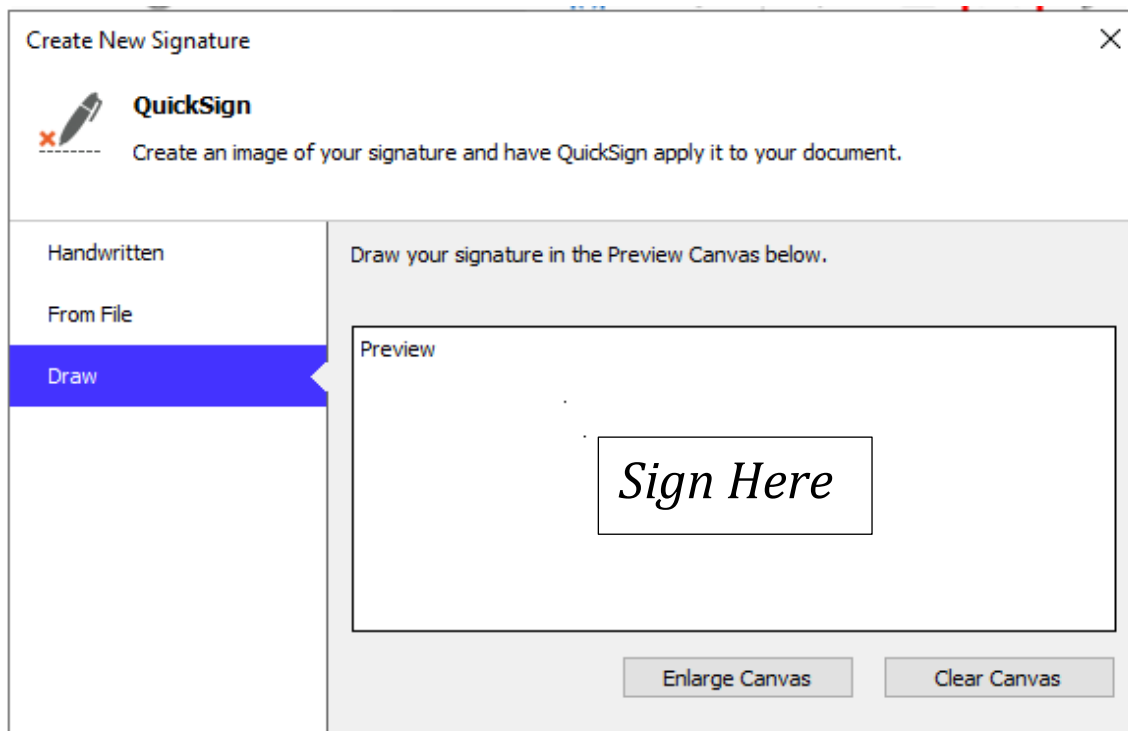 Create New Signature
QuickSign
Create an image of your signature and have QuickSign apply it to your document.
Handwritten
From File
Draw
Draw your signature in the Preview Canvas below.
Preview
Sign Here
Enlarge Canvas
Clear Canvas